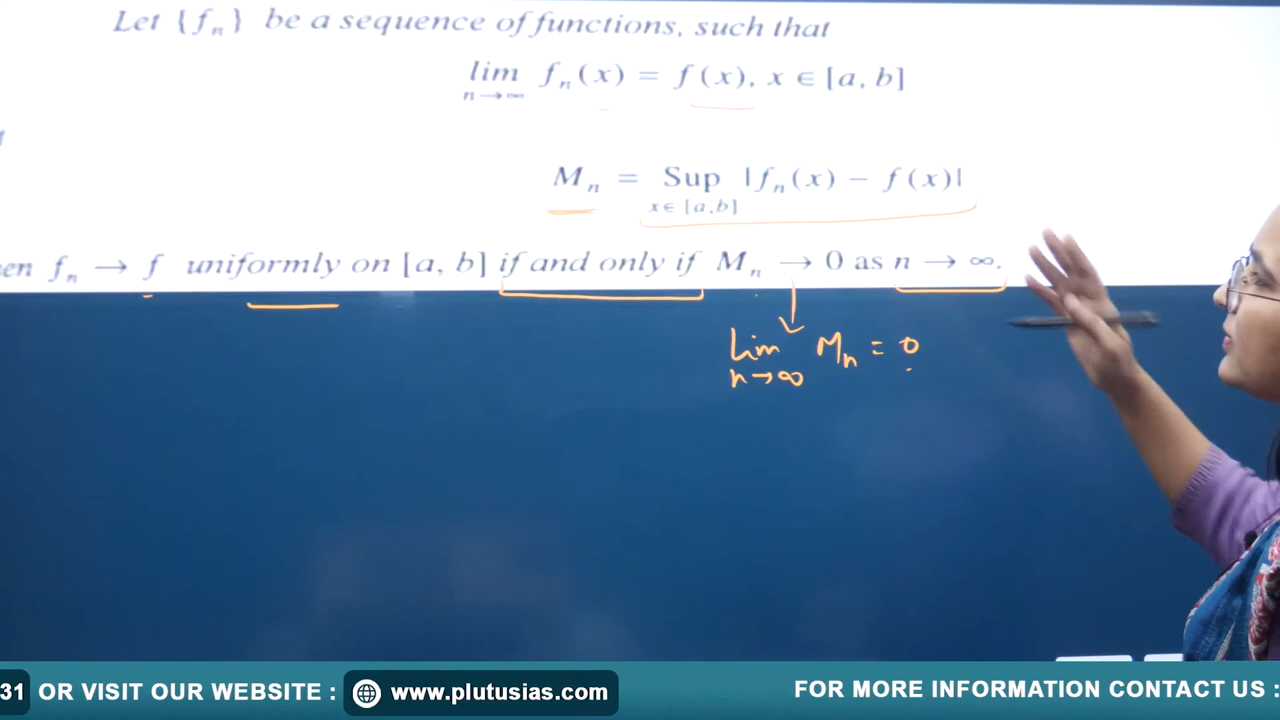 Let {fₙ} be a sequence of functions, such that
lim fₙ(x) = f(x), x ∈ [a, b]
n→∞
Mₙ = Sup |fₙ(x) − f(x)|
x∈ [a,b]
en fₙ → f uniformly on [a, b] if and only if Mₙ → 0 as n → ∞.
Lim Mₙ = 0
n→∞
31 OR VISIT OUR WEBSITE : www.plutusias.com FOR MORE INFORMATION CONTACT US :